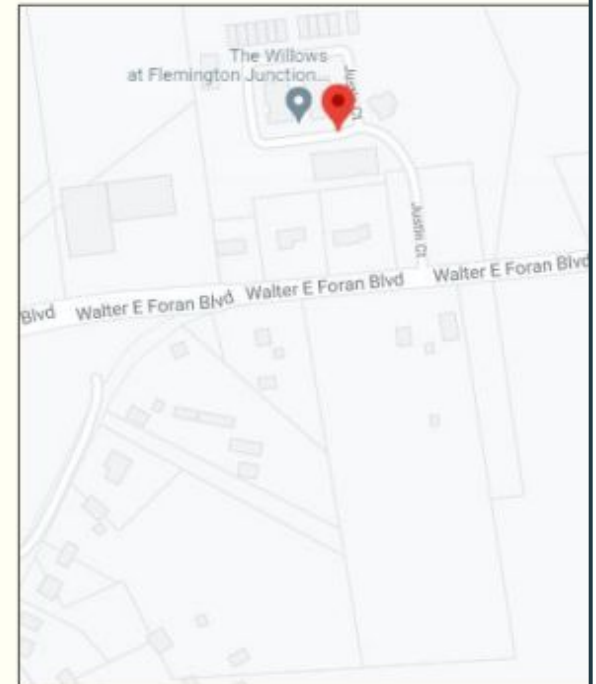 The Willows
at Flemington Junction...
Justin Ct
Blvd
Walter E Foran Blvd
Walter E Foran Blvd
Walter E Foran Blvd